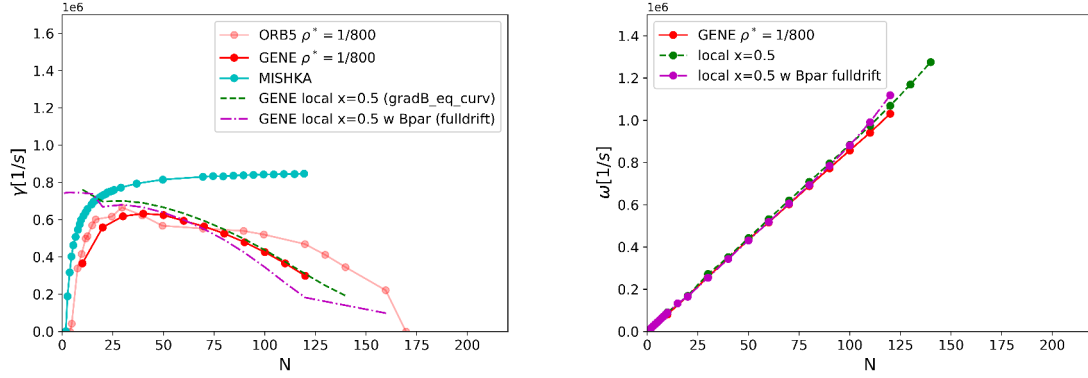 1e6
1.6
1.4
1.2
1.0
0.8
0.6
0.4
0.2
0.0
γ[1/s]
0 25 50 75 100 125 150 175 200
N
ORB5 ρ* = 1/800
GENE ρ* = 1/800
MISHKA
GENE local x=0.5 (gradB_eq_curv)
GENE local x=0.5 w Bpar (fulldrift)
1e6
1.4
1.2
1.0
0.8
0.6
0.4
0.2
0.0
ω[1/s]
0 25 50 75 100 125 150 175 200
N
GENE ρ* = 1/800
local x=0.5
local x=0.5 w Bpar fulldrift